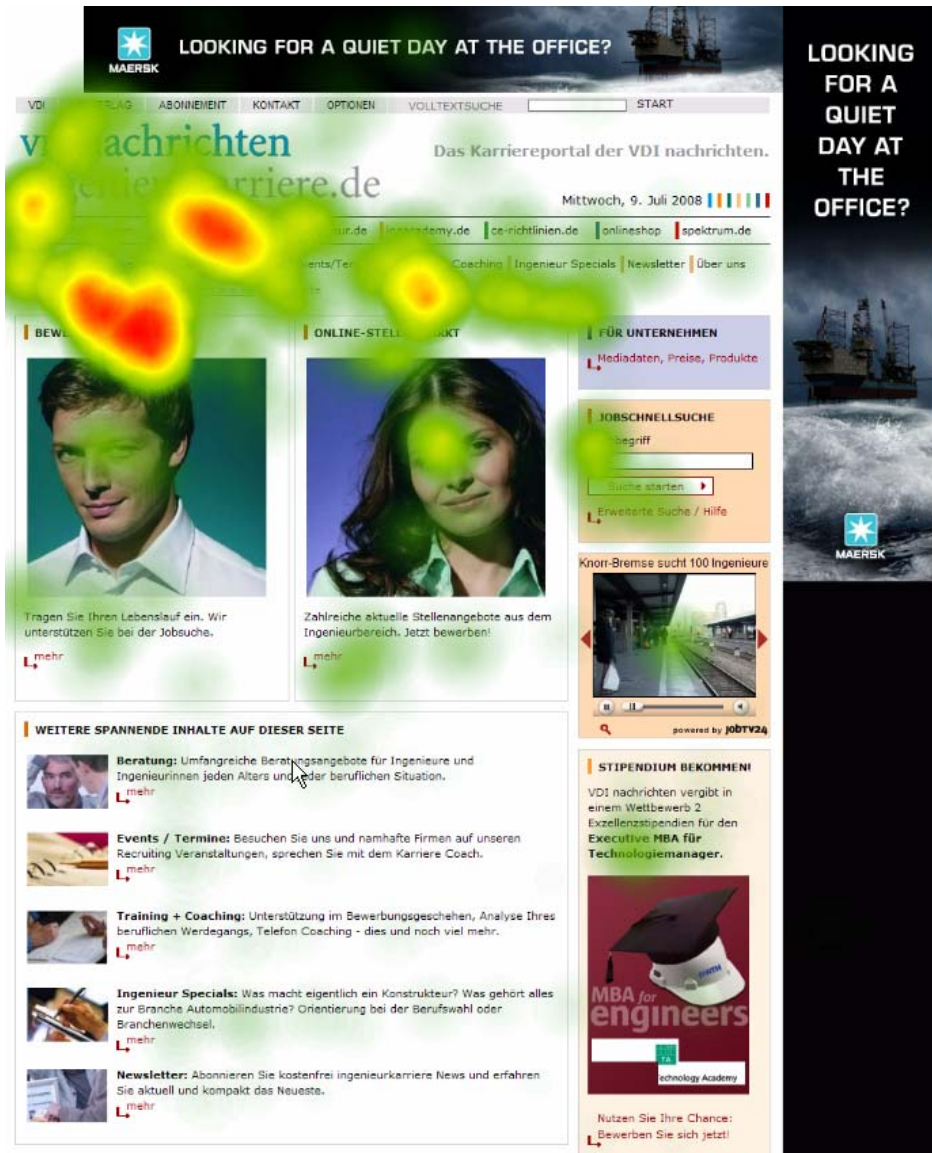 MAERSK
LOOKING FOR A QUIET DAY AT THE OFFICE?
LOOKING
FOR A
QUIET
DAY AT
THE
OFFICE?
MAERSK
VDI
ABONNEMENT
KONTAKT
OPTIONEN
VOLLTEXTSUCHE
START
achrichten
Das Karriereportal der VDI nachrichten.
rriere.de
Mittwoch, 9. Juli 2008
ce-richtlinien.de
onlineshop
spektrum.de
Coaching
Ingenieur Specials
Newsletter
Über uns
ONLINE-STEL
FÜR UNTERNEHMEN
Mediadaten, Preise, Produkte
JOBSCHNELLSUCHE
Suche starten
Erweiterte Suche / Hilfe
Knorr-Bremse sucht 100 Ingenieure
powered by JOBTV24
Tragen Sie Ihren Lebenslauf ein. Wir
unterstützen Sie bei der Jobsuche.
mehr
Zahlreiche aktuelle Stellenangebote aus dem
Ingenieurbereich. Jetzt bewerben!
mehr
WEITERE SPANNENDE INHALTE AUF DIESER SEITE
Beratung: Umfangreiche Beratungsangebote für Ingenieure und
Ingenieurinnen jeden Alters und jeder beruflichen Situation.
mehr
Events / Termine: Besuchen Sie uns und namhafte Firmen auf unseren
Recruiting Veranstaltungen, sprechen Sie mit dem Karriere Coach.
mehr
Training + Coaching: Unterstützung im Bewerbungsgeschehen, Analyse Ihres
beruflichen Werdegangs, Telefon Coaching - dies und noch viel mehr.
mehr
Ingenieur Specials: Was macht eigentlich ein Konstrukteur? Was gehört alles
zur Branche Automobilindustrie? Orientierung bei der Berufswahl oder
Branchenwechsel.
mehr
Newsletter: Abonnieren Sie kostenfrei ingenieurkarriere News und erfahren
Sie aktuell und kompakt das Neueste.
mehr
STIPENDIUM BEKOMMEN!
VDI nachrichten vergibt in
einem Wettbewerb 2
Exzellenzstipendien für den
Executive MBA für
Technologiemanager.
RWTH
MBA for
engineers
TA
Technology Academy
Nutzen Sie Ihre Chance:
Bewerben Sie sich jetzt!